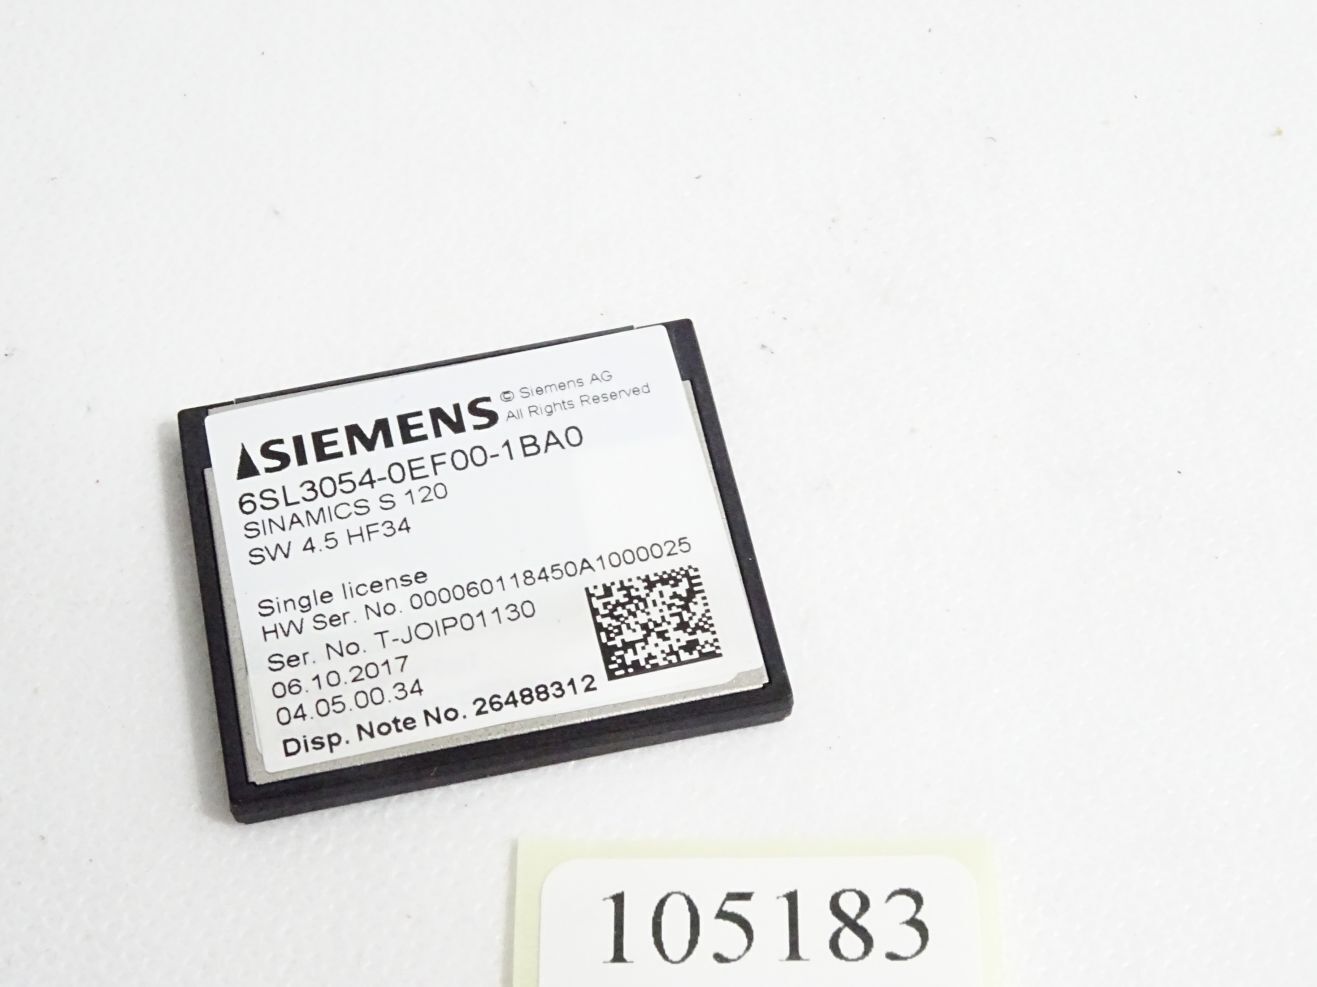 SIEMENS
© Siemens AG
All Rights Reserved
6SL3054-0EF00-1BA0
SINAMICS S 120
SW 4.5 HF34
Single license
HW Ser. No. 000060118450A1000025
Ser. No. T-JOIP01130
06.10.2017
04.05.00.34
Disp. Note No. 26488312
105183